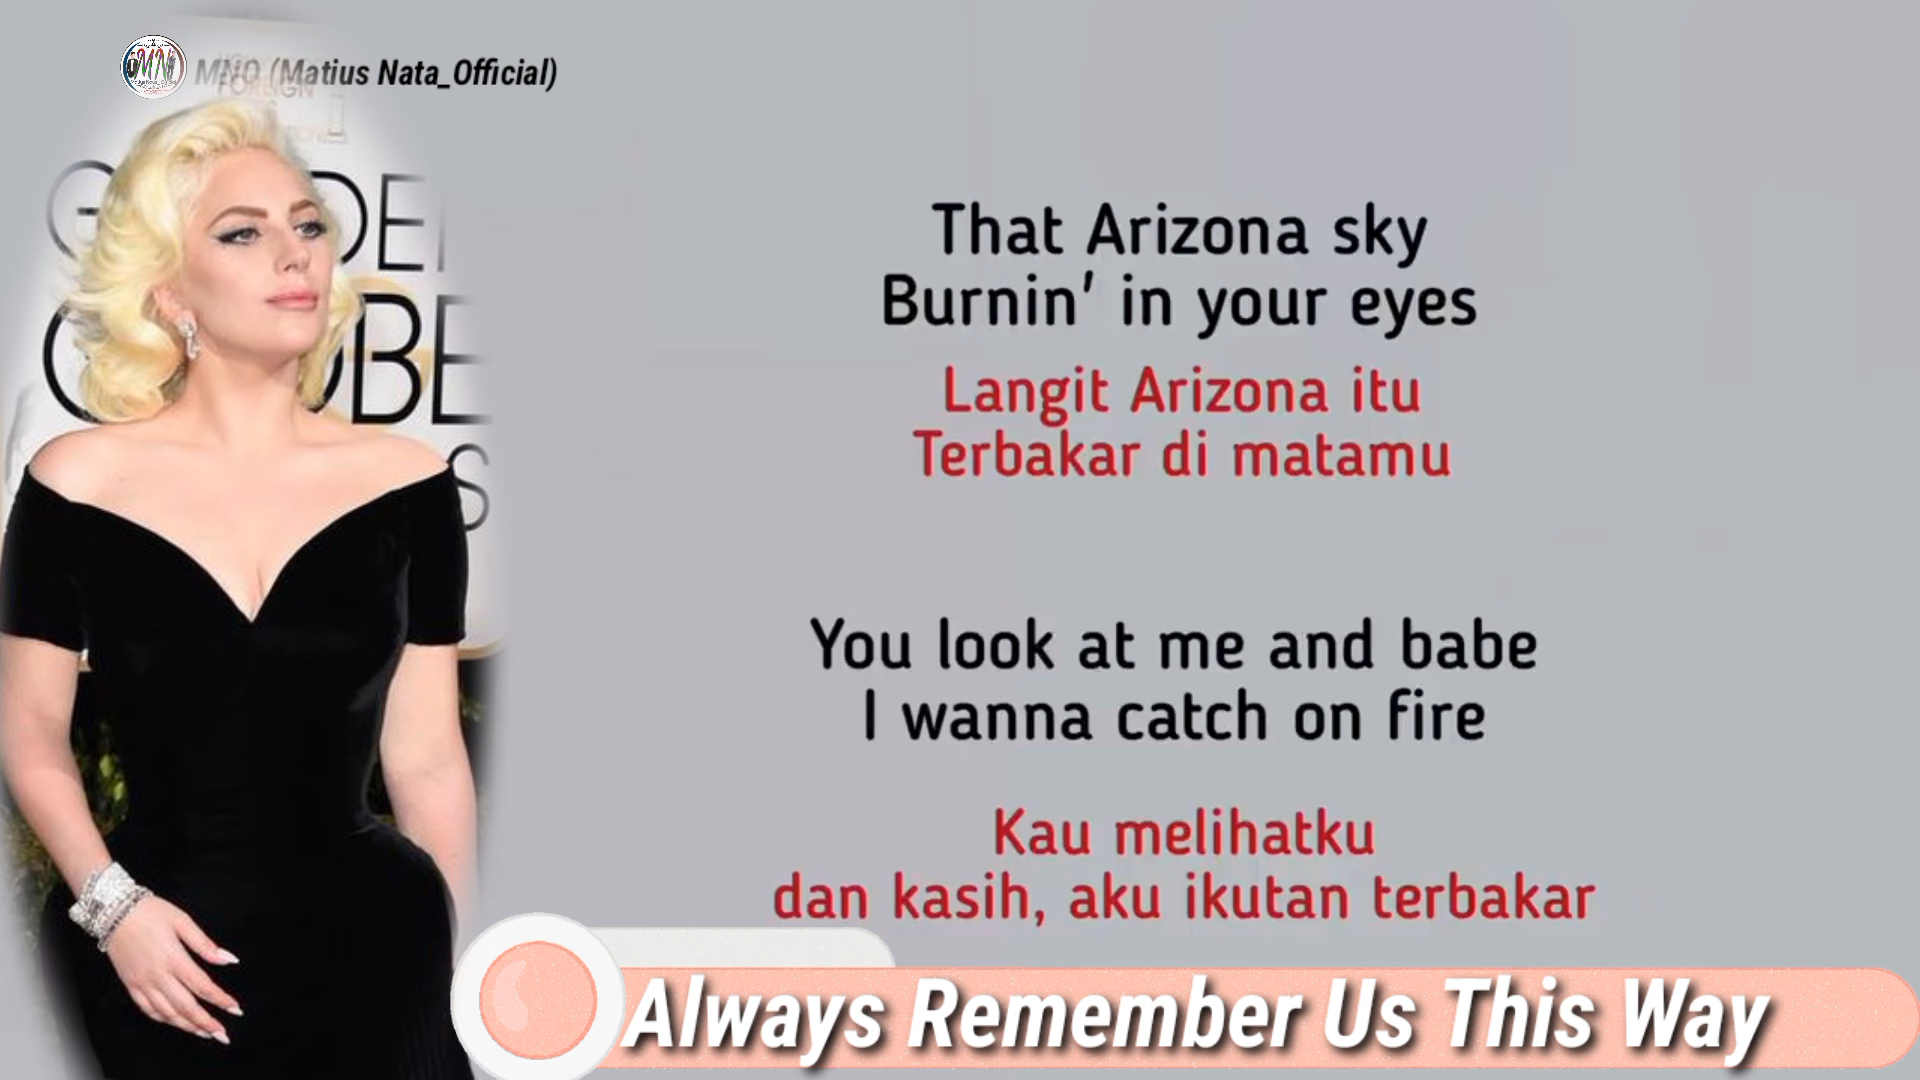 MNO (Matius Nata_Official)
FOREIGN
That Arizona sky
Burnin' in your eyes
Langit Arizona itu
Terbakar di matamu
You look at me and babe
I wanna catch on fire
Kau melihatku
dan kasih, aku ikutan terbakar
Always Remember Us This Way